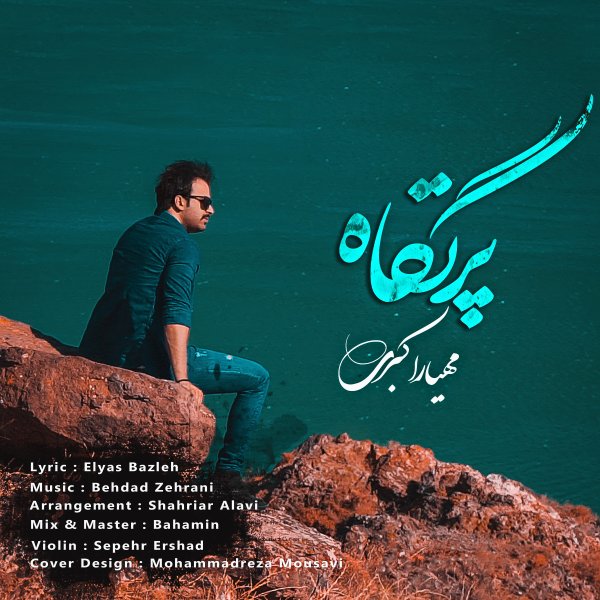 پرتگاه
مهیار اکبری
Lyric : Elyas Bazleh
Music : Behdad Zehrani
Arrangement : Shahriar Alavi
Mix & Master : Bahamin
Violin : Sepehr Ershad
Cover Design : Mohammadreza Mousavi